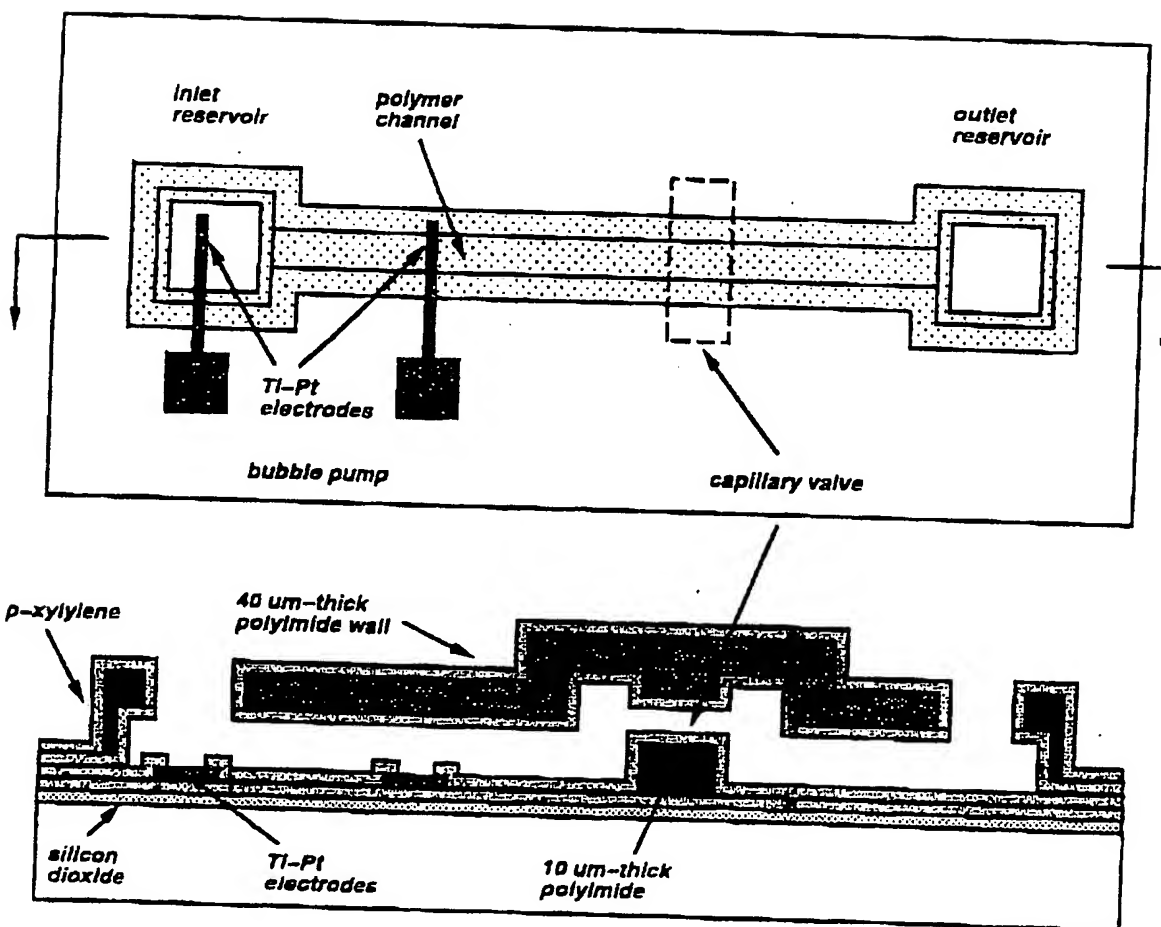 inlet
reservoir
polymer
channel
outlet
reservoir
Ti-Pt
electrodes
bubble pump
capillary valve
p-xylylene
40 um-thick
polyimide wall
silicon
dioxide
Ti-Pt
electrodes
10 um-thick
polyimide